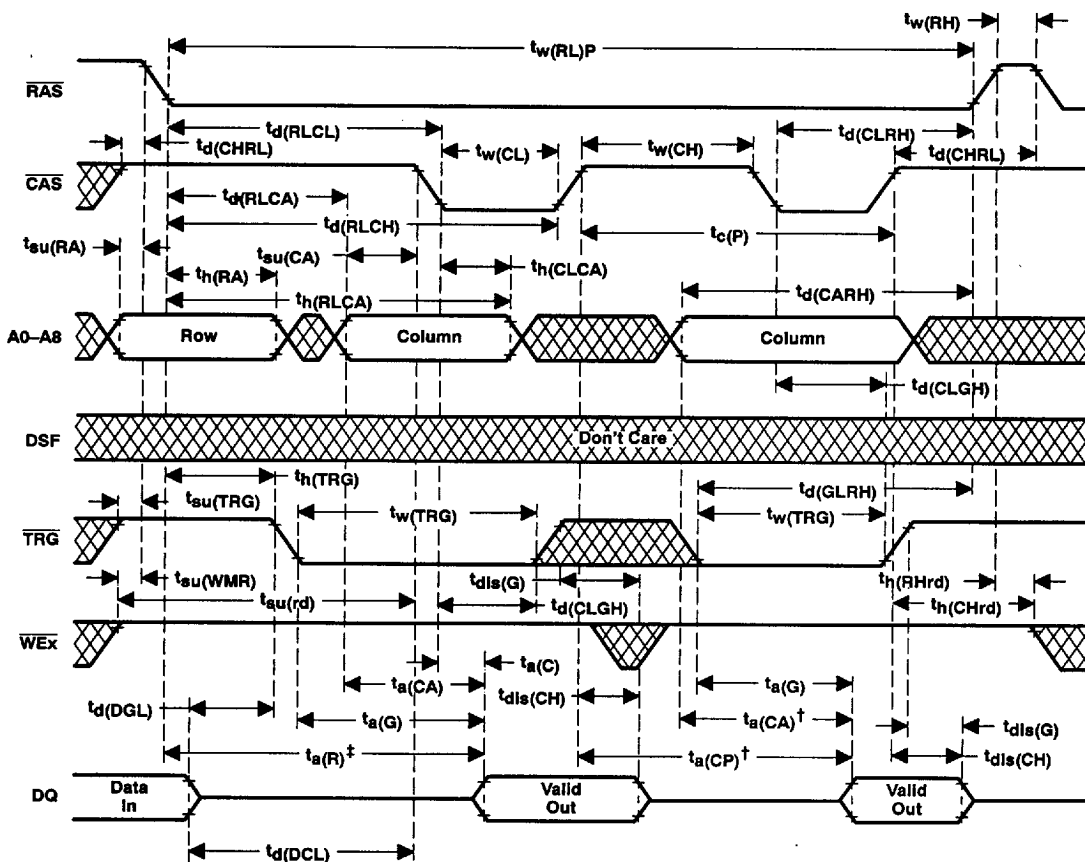 tw(RH)
tw(RL)P
RAS
td(RLCL)
td(CLRH)
td(CHRL)
tw(CL)
tw(CH)
td(CHRL)
CAS
td(RLCA)
td(RLCH)
tc(P)
tsu(RA)
tsu(CA)
th(CLCA)
th(RA)
th(RLCA)
td(CARH)
A0–A8
Row
Column
Column
td(CLGH)
DSF
Don't Care
th(TRG)
td(GLRH)
tsu(TRG)
tw(TRG)
tw(TRG)
TRG
tsu(WMR)
tdis(G)
th(RHrd)
tsu(rd)
td(CLGH)
th(CHrd)
WEx
ta(C)
ta(CA)
tdis(CH)
ta(G)
td(DGL)
ta(G)
ta(CA)†
tdis(G)
ta(R)‡
ta(CP)†
tdis(CH)
DQ
Data
In
Valid
Out
Valid
Out
td(DCL)